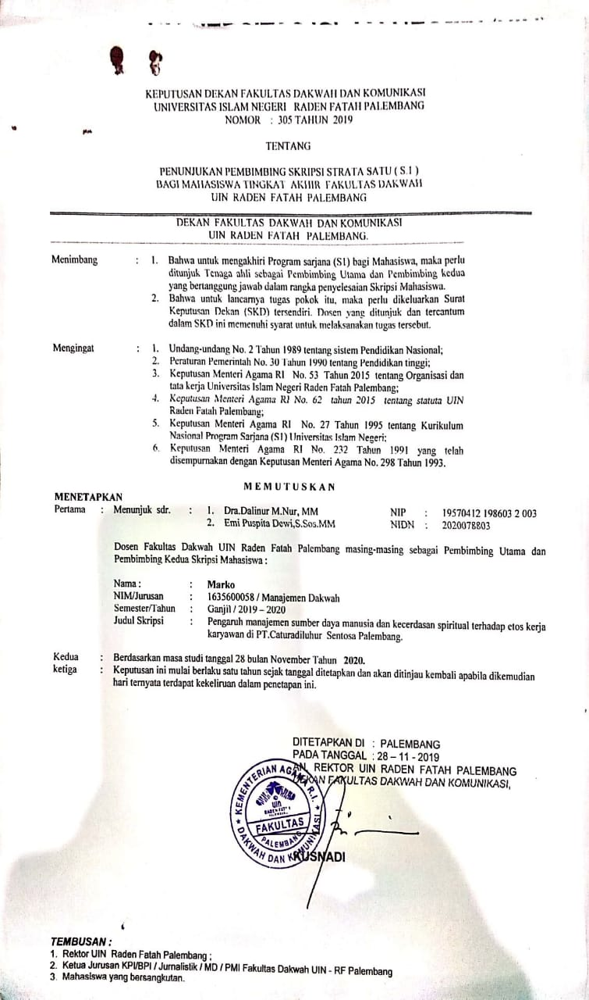 KEPUTUSAN DEKAN FAKULTAS DAKWAH DAN KOMUNIKASI
UNIVERSITAS ISLAM NEGERI RADEN FATAH PALEMBANG
NOMOR : 305 TAHUN 2019
TENTANG
PENUNJUKAN PEMBIMBING SKRIPSI STRATA SATU ( S.1 )
BAGI MAHASISWA TINGKAT AKHIR FAKULTAS DAKWAH
UIN RADEN FATAH PALEMBANG
DEKAN FAKULTAS DAKWAH DAN KOMUNIKASI
UIN RADEN FATAH PALEMBANG.
Menimbang : 1. Bahwa untuk mengakhiri Program sarjana (S1) bagi Mahasiswa, maka perlu
ditunjuk Tenaga ahli sebagai Pembimbing Utama dan Pembimbing kedua
yang bertanggung jawab dalam rangka penyelesaian Skripsi Mahasiswa.
2. Bahwa untuk lancarnya tugas pokok itu, maka perlu dikeluarkan Surat
Keputusan Dekan (SKD) tersendiri. Dosen yang ditunjuk dan tercantum
dalam SKD ini memenuhi syarat untuk melaksanakan tugas tersebut.
Mengingat : 1. Undang-undang No. 2 Tahun 1989 tentang sistem Pendidikan Nasional;
2. Peraturan Pemerintah No. 30 Tahun 1990 tentang Pendidikan tinggi;
3. Keputusan Menteri Agama RI No. 53 Tahun 2015 tentang Organisasi dan
tata kerja Universitas Islam Negeri Raden Fatah Palembang;
4. Keputusan Menteri Agama RI No. 62 tahun 2015 tentang statuta UIN
Raden Fatah Palembang;
5. Keputusan Menteri Agama RI No. 27 Tahun 1995 tentang Kurikulum
Nasional Program Sarjana (S1) Universitas Islam Negeri;
6. Keputusan Menteri Agama RI No. 232 Tahun 1991 yang telah
disempurnakan dengan Keputusan Menteri Agama No. 298 Tahun 1993.
MEMUTUSKAN
MENETAPKAN
Pertama : Menunjuk sdr. : 1. Dra.Dalinur M.Nur, MM NIP : 19570412 198603 2 003
2. Emi Puspita Dewi,S.Sos.MM NIDN : 2020078803
Dosen Fakultas Dakwah UIN Raden Fatah Palembang masing-masing sebagai Pembimbing Utama dan
Pembimbing Kedua Skripsi Mahasiswa :
Nama : : Marko
NIM/Jurusan : 1635600058 / Manajemen Dakwah
Semester/Tahun : Ganjil / 2019 – 2020
Judul Skripsi : Pengaruh manajemen sumber daya manusia dan kecerdasan spiritual terhadap etos kerja
karyawan di PT.Caturadiluhur Sentosa Palembang.
Kedua : Berdasarkan masa studi tanggal 28 bulan November Tahun 2020.
ketiga : Keputusan ini mulai berlaku satu tahun sejak tanggal ditetapkan dan akan ditinjau kembali apabila dikemudian
hari ternyata terdapat kekeliruan dalam penetapan ini.
DITETAPKAN DI : PALEMBANG
PADA TANGGAL : 28 - 11 - 2019
AN. REKTOR UIN RADEN FATAH PALEMBANG
DEKAN FAKULTAS DAKWAH DAN KOMUNIKASI,
KEMENTERIAN AGAMA R.I.
UIN
RADEN FATAH
PALEMBANG
FAKULTAS
PALEMBANG
DAKWAH DAN KOMUNIKASI
KUSNADI
TEMBUSAN :
1. Rektor UIN Raden Fatah Palembang ;
2. Ketua Jurusan KPI/BPI / Jurnalistik / MD / PMI Fakultas Dakwah UIN - RF Palembang
3. Mahasiswa yang bersangkutan.